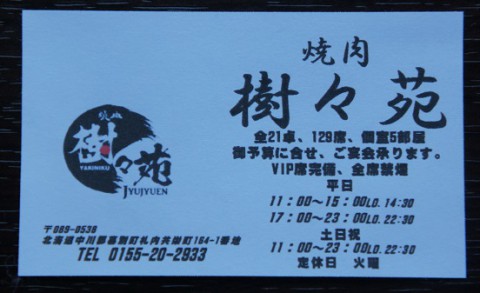 焼肉
樹々苑
全21卓、129席、個室5部屋
御予算に合せ、ご宴会承ります。
VIP席完備、全席禁煙
平日
11:00〜15:00LO.14:30
17:00〜23:00LO.22:30
土日祝
11:00〜23:00LO.22:30
定休日 火曜
焼肉
樹々苑
YAKINIKU
JYUJYUEN
〒089-0536
北海道中川郡幕別町札内共栄町164-1番地
TEL 0155-20-2933